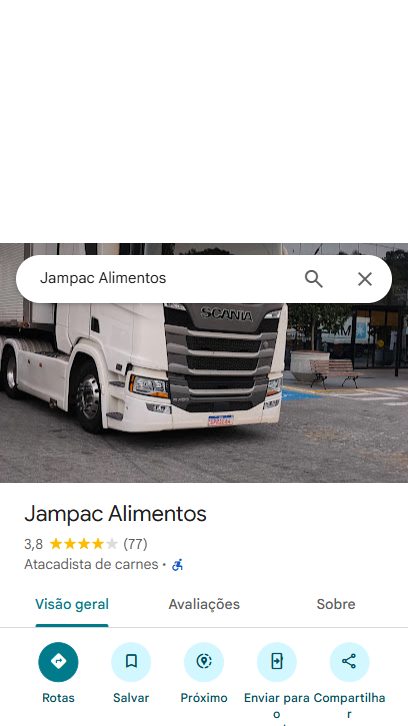 Jampac Alimentos
SCANIA
Jampac Alimentos
3,8 (77)
Atacadista de carnes ·
Visão geral
Avaliações
Sobre
Rotas
Salvar
Próximo
Enviar para o
Compartilhar